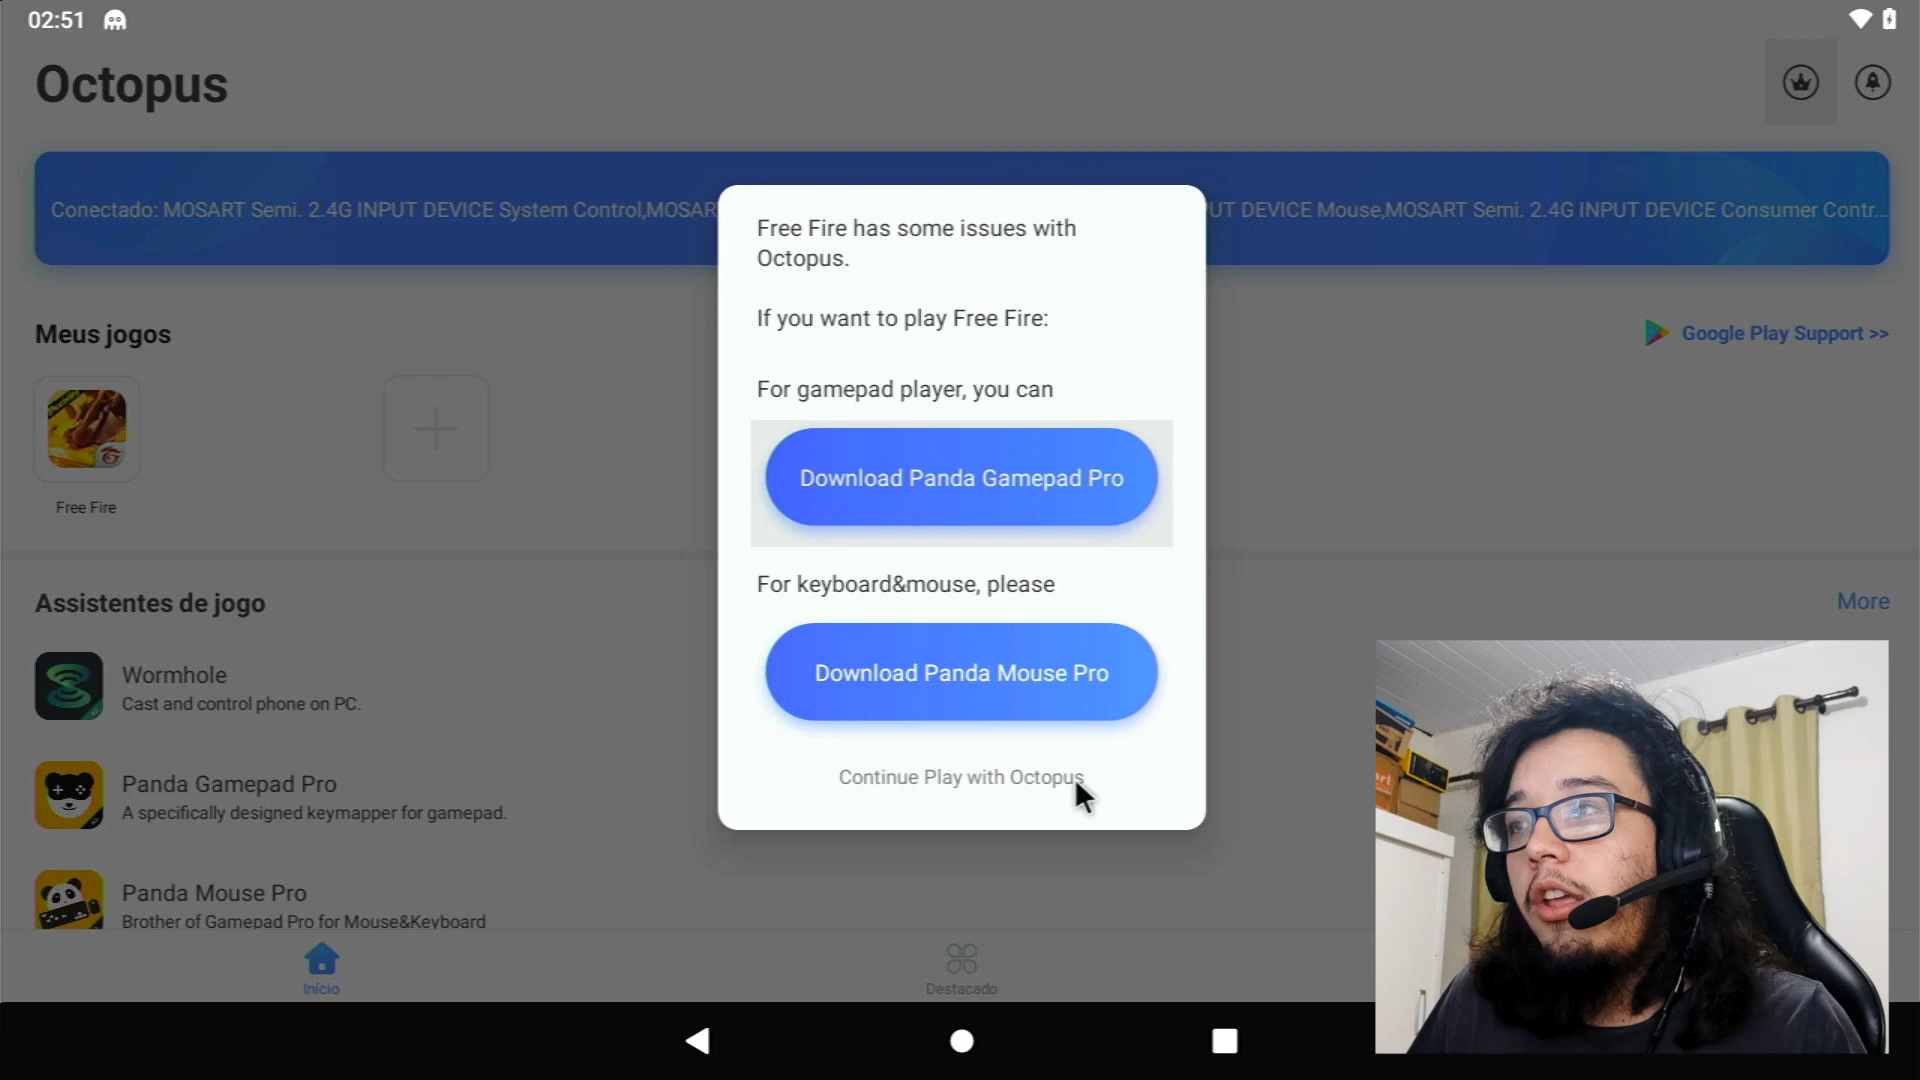 02:51
Octopus
Conectado: MOSART Semi. 2.4G INPUT DEVICE System Control,MOSAR
PUT DEVICE Mouse,MOSART Semi. 2.4G INPUT DEVICE Consumer Contr...
Free Fire has some issues with
Octopus.
If you want to play Free Fire:
For gamepad player, you can
Download Panda Gamepad Pro
For keyboard&mouse, please
Download Panda Mouse Pro
Continue Play with Octopus
Meus jogos
Google Play Support >>
Free Fire
Assistentes de jogo
More
Wormhole
Cast and control phone on PC.
Panda Gamepad Pro
A specifically designed keymapper for gamepad.
Panda Mouse Pro
Brother of Gamepad Pro for Mouse&Keyboard
Início
Destacado